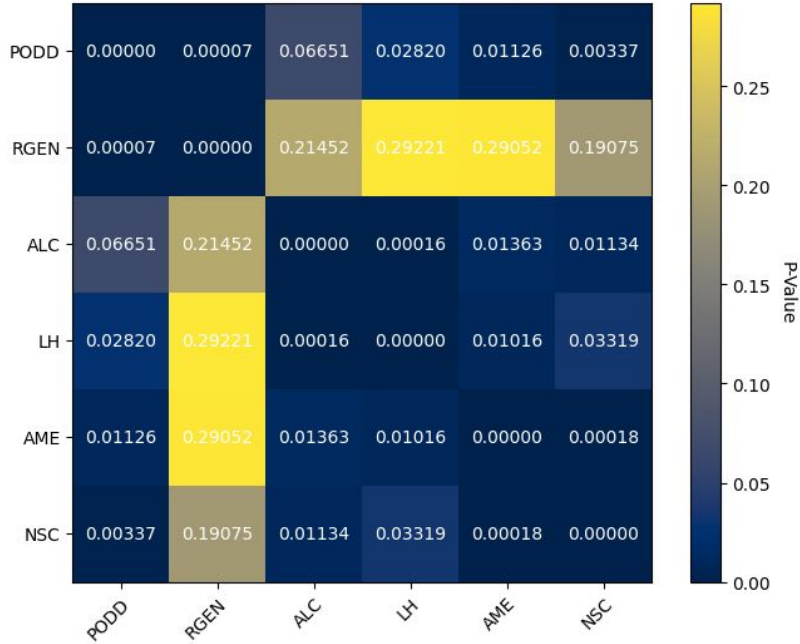 PODD 0.00000 0.00007 0.06651 0.02820 0.01126 0.00337
RGEN 0.00007 0.00000 0.21452 0.29221 0.29052 0.19075
ALC 0.06651 0.21452 0.00000 0.00016 0.01363 0.01134
LH 0.02820 0.29221 0.00016 0.00000 0.01016 0.03319
AME 0.01126 0.29052 0.01363 0.01016 0.00000 0.00018
NSC 0.00337 0.19075 0.01134 0.03319 0.00018 0.00000
PODD RGEN ALC LH AME NSC
0.25
0.20
0.15
0.10
0.05
0.00
P-Value